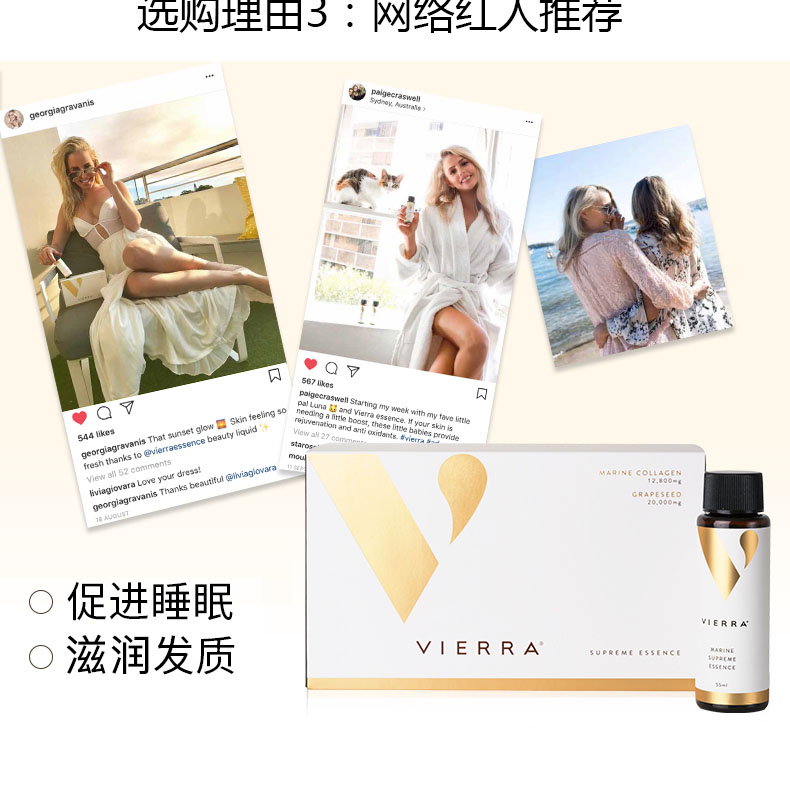 选购理由3：网络红人推荐
georgiagravanis
544 likes
georgiagravanis That sunset glow 🌅 Skin feeling so
fresh thanks to @vierraessence beauty liquid ✨
View all 52 comments
liviagiovara Love your dress!
georgiagravanis Thanks beautiful @liviagiovara
18 AUGUST
paigecraswell
Sydney, Australia >
567 likes
paigecraswell Starting my week with my fave little
pal Luna 🐱 and Vierra essence. If your skin is
needing a little boost, these little babies provide
rejuvenation and anti oxidants. #vierra
View all 27
MARINE COLLAGEN
12,800mg
GRAPESEED
20,000mg
VIERRA®
SUPREME ESSENCE
VIERRA®
MARINE
SUPREME
ESSENCE
55ml
促进睡眠
滋润发质